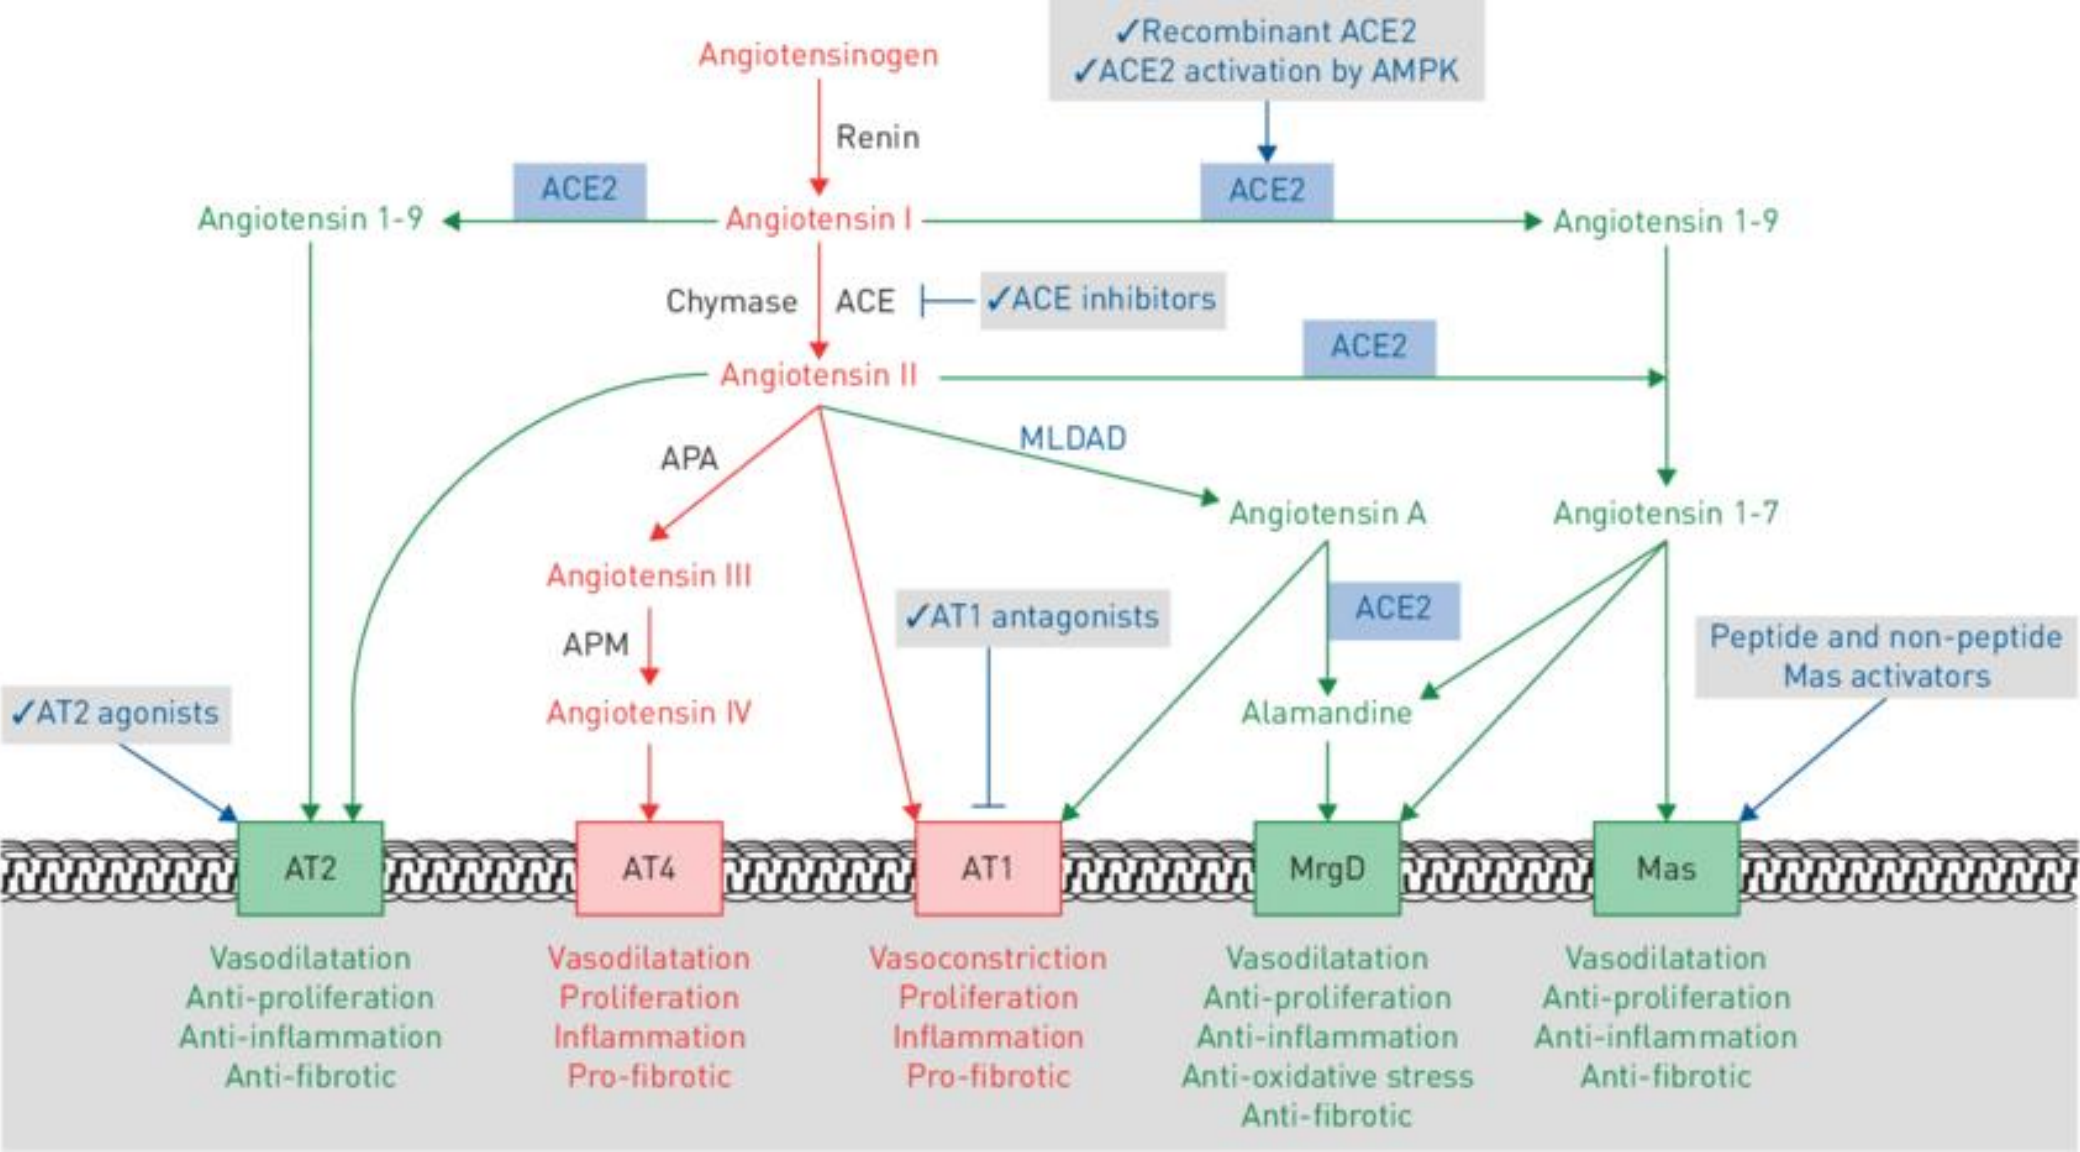 ✓Recombinant ACE2
✓ACE2 activation by AMPK
Angiotensinogen
Renin
ACE2
ACE2
Angiotensin 1-9
Angiotensin I
Angiotensin 1-9
Chymase
ACE
✓ACE inhibitors
ACE2
Angiotensin II
MLDAD
APA
Angiotensin A
Angiotensin 1-7
Angiotensin III
✓AT1 antagonists
ACE2
APM
Peptide and non-peptide
Mas activators
✓AT2 agonists
Angiotensin IV
Alamandine
AT2
AT4
AT1
MrgD
Mas
Vasodilatation
Anti-proliferation
Anti-inflammation
Anti-fibrotic
Vasodilatation
Proliferation
Inflammation
Pro-fibrotic
Vasoconstriction
Proliferation
Inflammation
Pro-fibrotic
Vasodilatation
Anti-proliferation
Anti-inflammation
Anti-oxidative stress
Anti-fibrotic
Vasodilatation
Anti-proliferation
Anti-inflammation
Anti-fibrotic